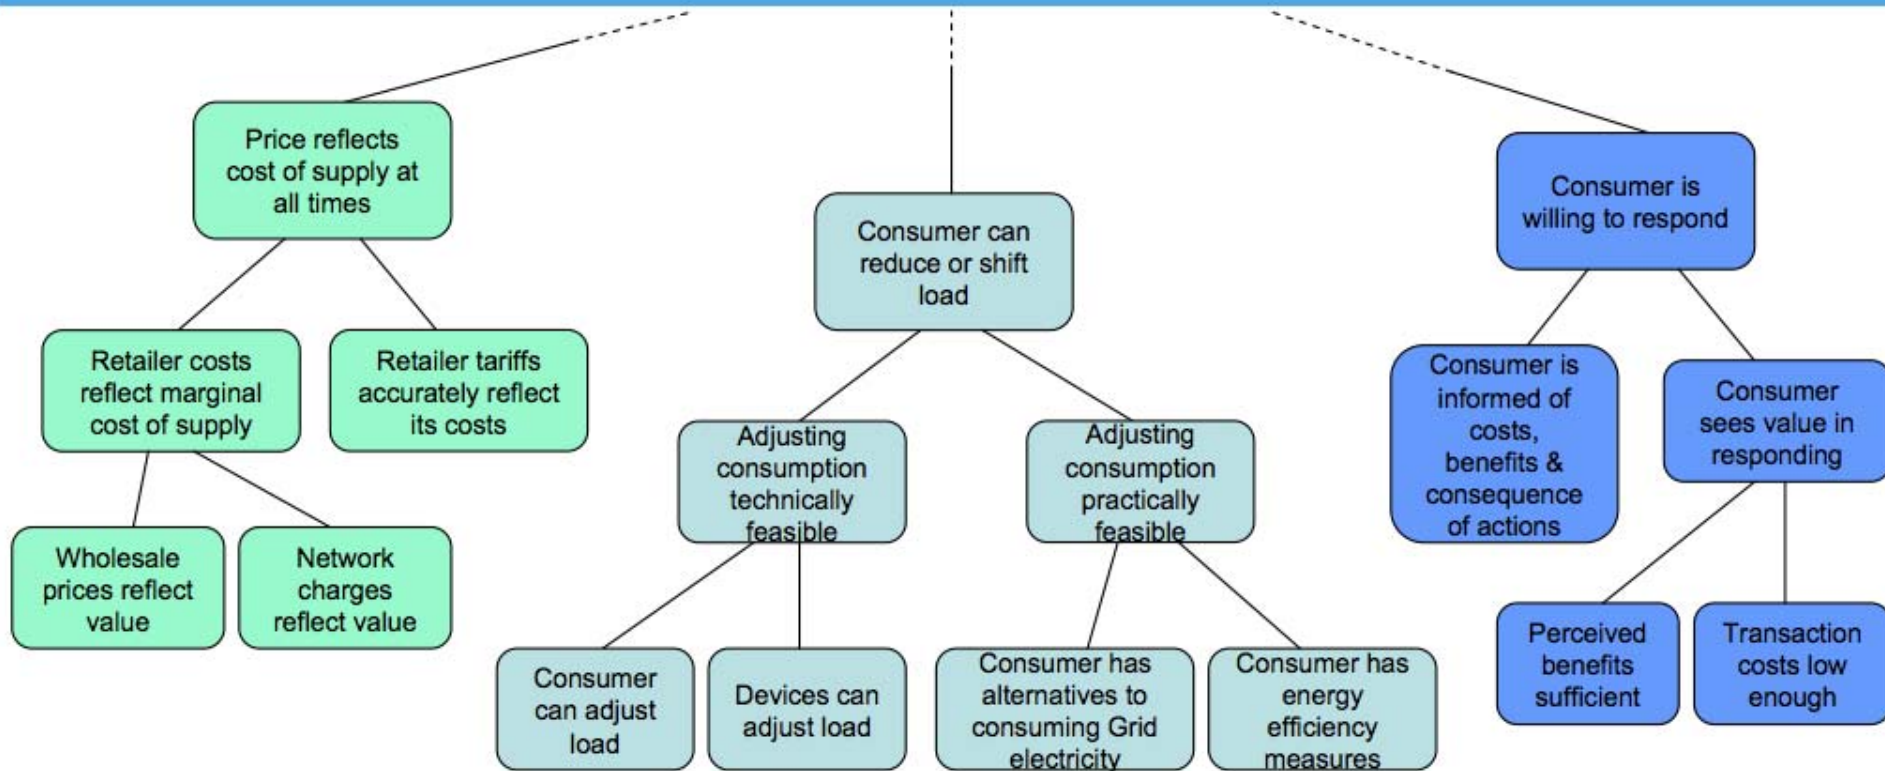 Price reflects
cost of supply at
all times
Retailer costs
reflect marginal
cost of supply
Retailer tariffs
accurately reflect
its costs
Wholesale
prices reflect
value
Network
charges
reflect value
Consumer can
reduce or shift
load
Adjusting
consumption
technically
feasible
Adjusting
consumption
practically
feasible
Consumer
can adjust
load
Devices can
adjust load
Consumer has
alternatives to
consuming Grid
electricity
Consumer has
energy
efficiency
measures
Consumer is
willing to respond
Consumer is
informed of
costs,
benefits &
consequence
of actions
Consumer
sees value in
responding
Perceived
benefits
sufficient
Transaction
costs low
enough